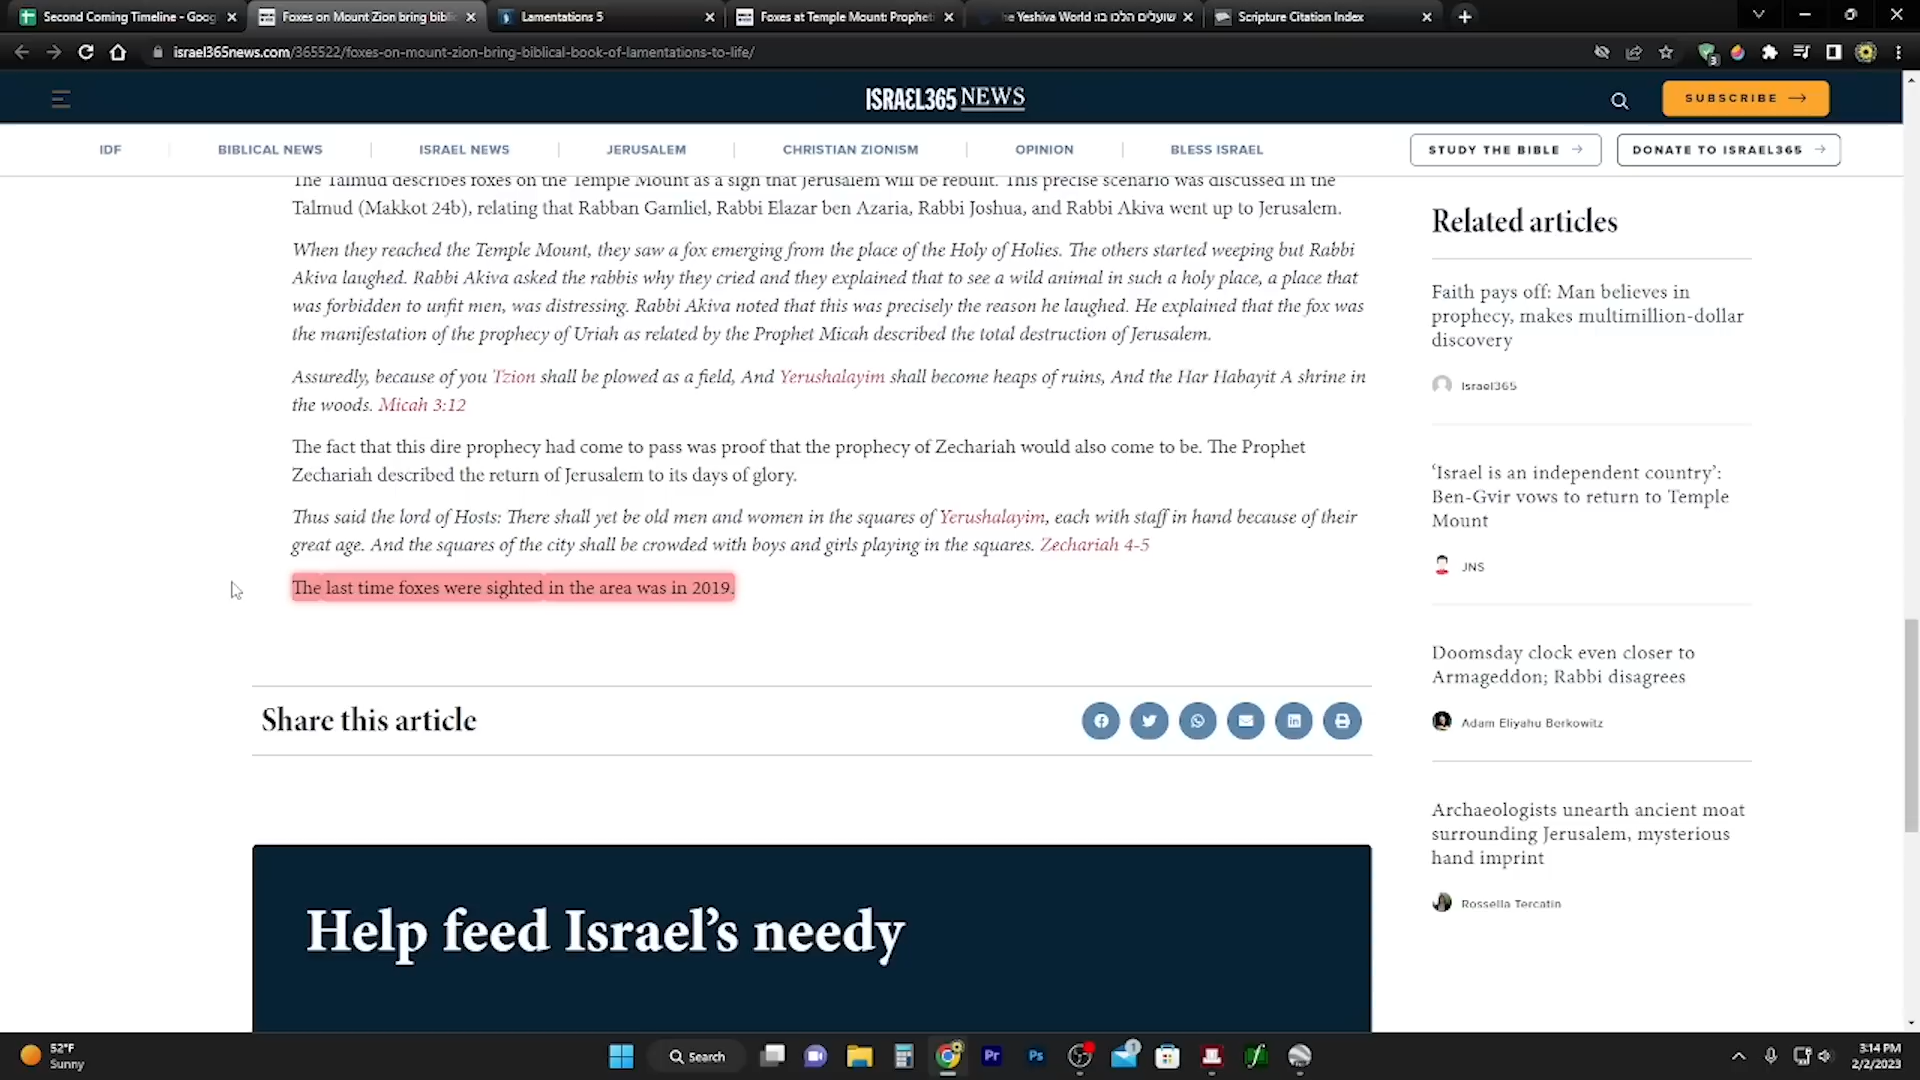 Second Coming Timeline - Goog
Foxes on Mount Zion bring bibli
Lamentations 5
Foxes at Temple Mount: Propheti
he Yeshiva World :שועלים הלכו בו
Scripture Citation Index
israel365news.com/365522/foxes-on-mount-zion-bring-biblical-book-of-lamentations-to-life/
3
ISRAEL365 NEWS
SUBSCRIBE →
IDF
BIBLICAL NEWS
ISRAEL NEWS
JERUSALEM
CHRISTIAN ZIONISM
OPINION
BLESS ISRAEL
STUDY THE BIBLE →
DONATE TO ISRAEL365 →
The Talmud describes foxes on the Temple Mount as a sign that Jerusalem will be rebuilt. This precise scenario was discussed in the
Talmud (Makkot 24b), relating that Rabban Gamliel, Rabbi Elazar ben Azaria, Rabbi Joshua, and Rabbi Akiva went up to Jerusalem.
When they reached the Temple Mount, they saw a fox emerging from the place of the Holy of Holies. The others started weeping but Rabbi
Akiva laughed. Rabbi Akiva asked the rabbis why they cried and they explained that to see a wild animal in such a holy place, a place that
was forbidden to unfit men, was distressing. Rabbi Akiva noted that this was precisely the reason he laughed. He explained that the fox was
the manifestation of the prophecy of Uriah as related by the Prophet Micah described the total destruction of Jerusalem.
Assuredly, because of you Tzion shall be plowed as a field, And Yerushalayim shall become heaps of ruins, And the Har Habayit A shrine in
the woods. Micah 3:12
The fact that this dire prophecy had come to pass was proof that the prophecy of Zechariah would also come to be. The Prophet
Zechariah described the return of Jerusalem to its days of glory.
Thus said the lord of Hosts: There shall yet be old men and women in the squares of Yerushalayim, each with staff in hand because of their
great age. And the squares of the city shall be crowded with boys and girls playing in the squares. Zechariah 4-5
The last time foxes were sighted in the area was in 2019.
Share this article
Help feed Israel's needy
Related articles
Faith pays off: Man believes in
prophecy, makes multimillion-dollar
discovery
Israel365
'Israel is an independent country':
Ben-Gvir vows to return to Temple
Mount
JNS
Doomsday clock even closer to
Armageddon; Rabbi disagrees
Adam Eliyahu Berkowitz
Archaeologists unearth ancient moat
surrounding Jerusalem, mysterious
hand imprint
Rossella Tercatin
52°F
Sunny
Search
Pr
Ps
1
3:14 PM
2/2/2023